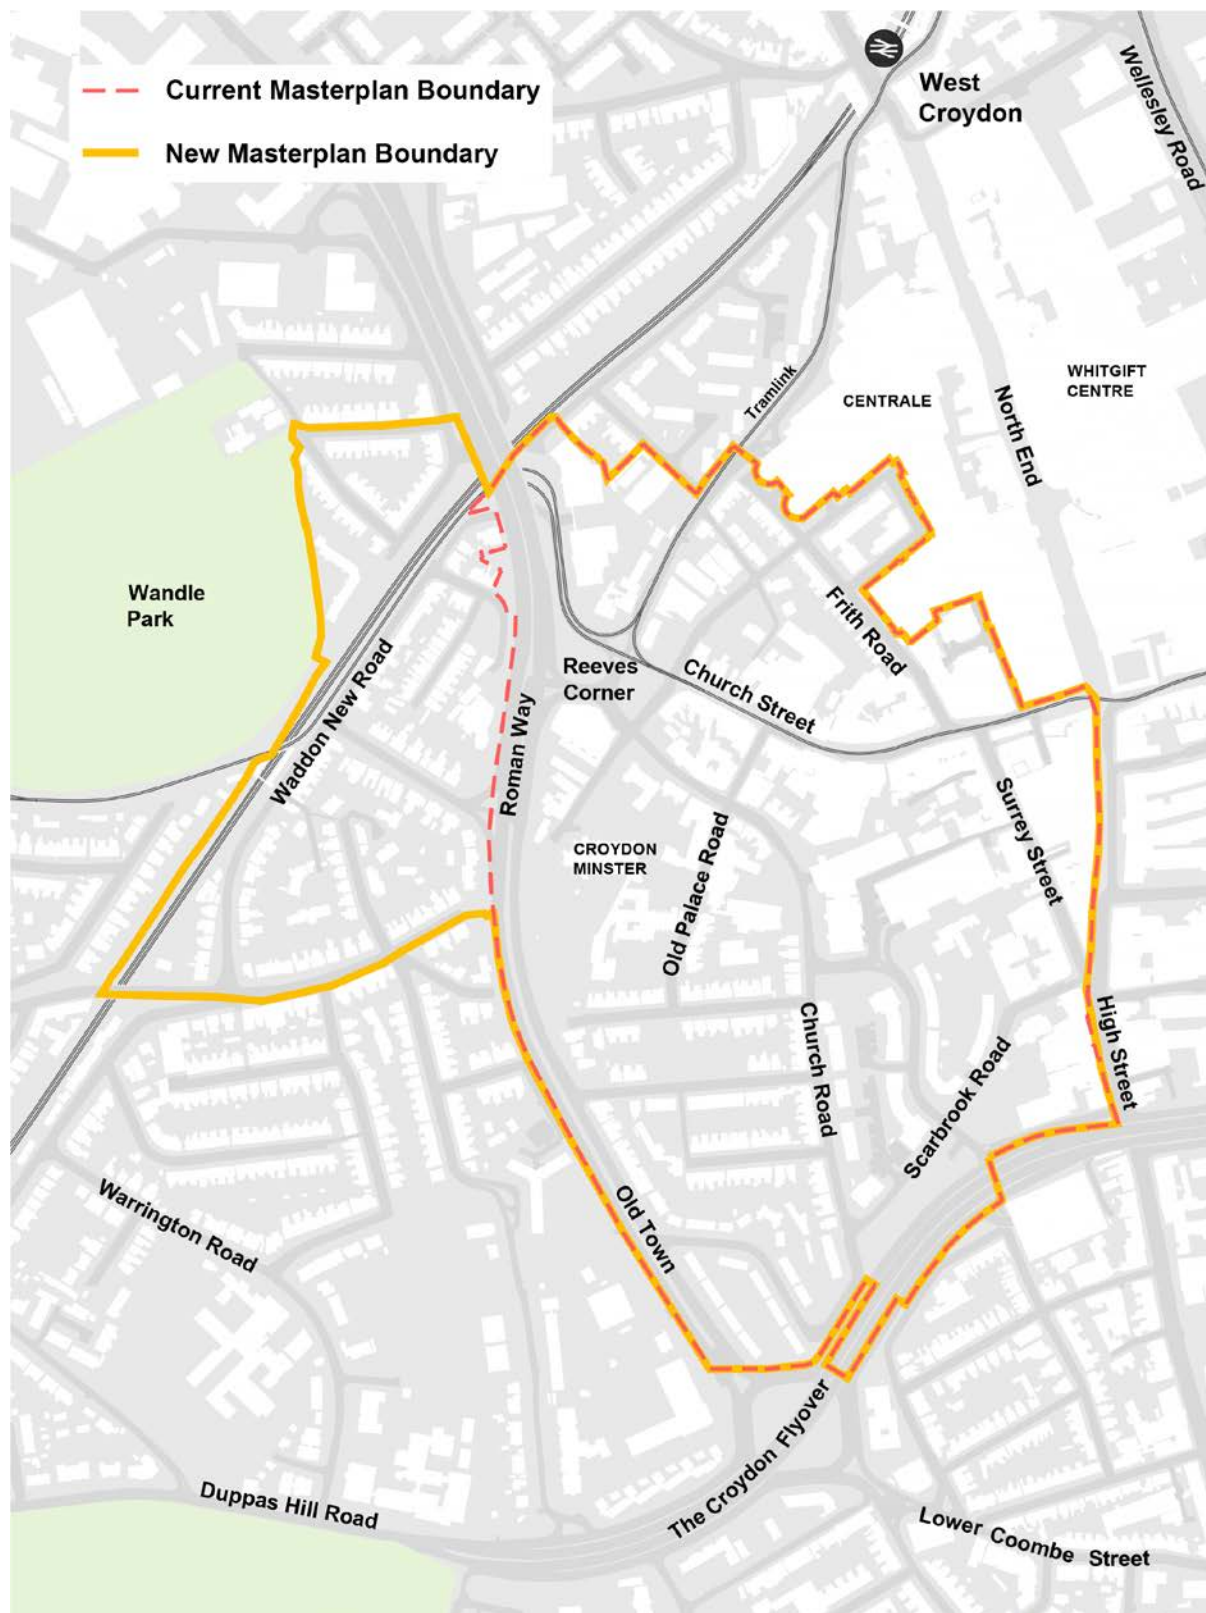 West
Croydon
Wellesley Road
Current Masterplan Boundary
New Masterplan Boundary
Tramlink
CENTRALE
WHITGIFT
CENTRE
North End
Wandle
Park
Frith Road
Waddon New Road
Reeves
Corner
Church Street
Roman Way
Surrey Street
CROYDON
MINSTER
Old Palace Road
High Street
Church Road
Scarbrook Road
Warrington Road
Old Town
The Croydon Flyover
Duppas Hill Road
Lower Coombe Street